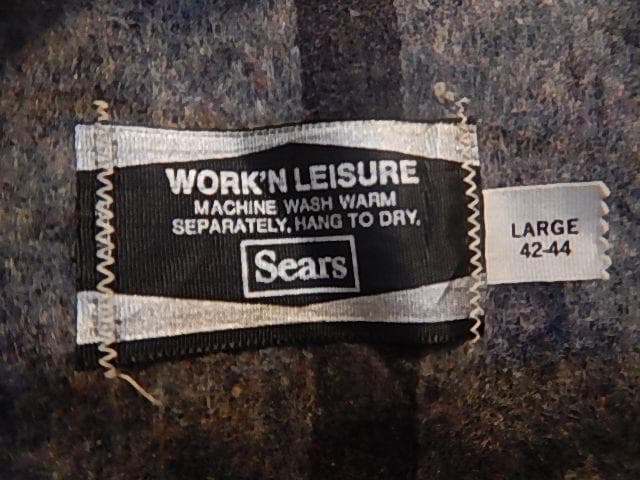 WORK'N LEISURE
MACHINE WASH WARM
SEPARATELY, HANG TO DRY.
Sears
LARGE
42-44